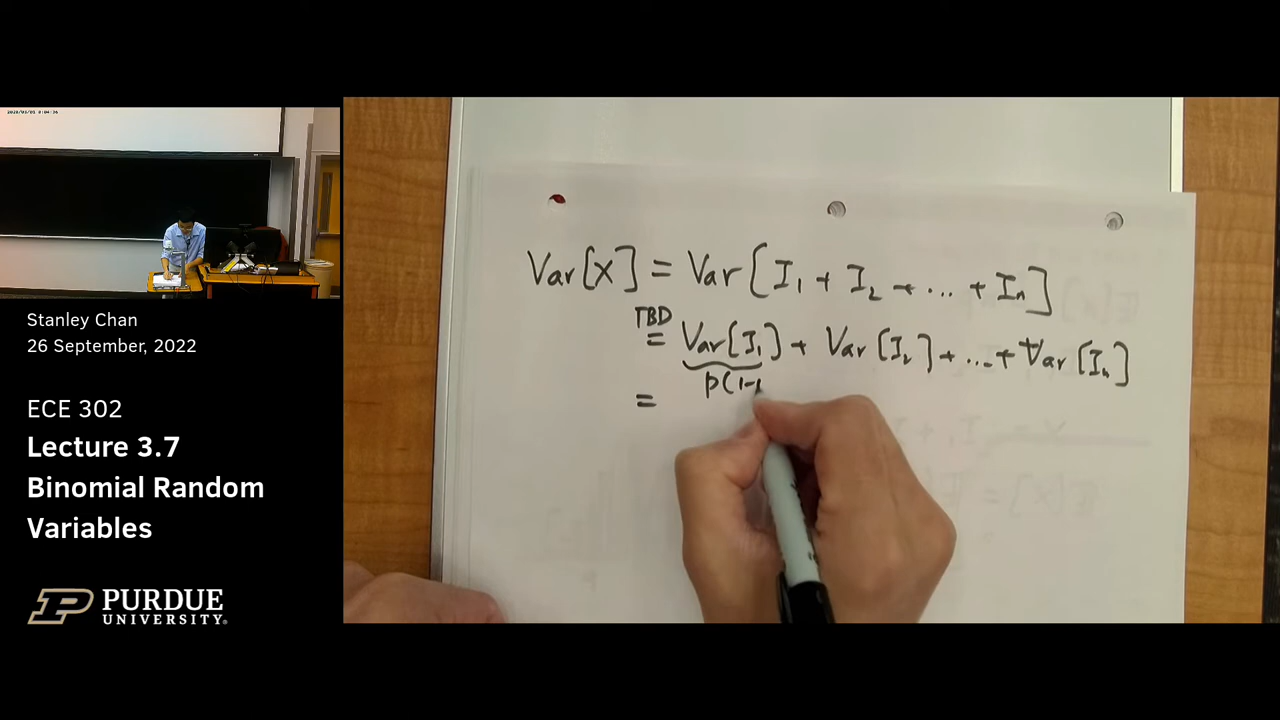 Stanley Chan
26 September, 2022
ECE 302
Lecture 3.7
Binomial Random
Variables
PURDUE
UNIVERSITY.
Var[X] = Var[I₁ + I₂ + ... + Iₙ]
TBD
= Var[I₁] + Var[I₂] + ... + Var[Iₙ]
p(1-
=